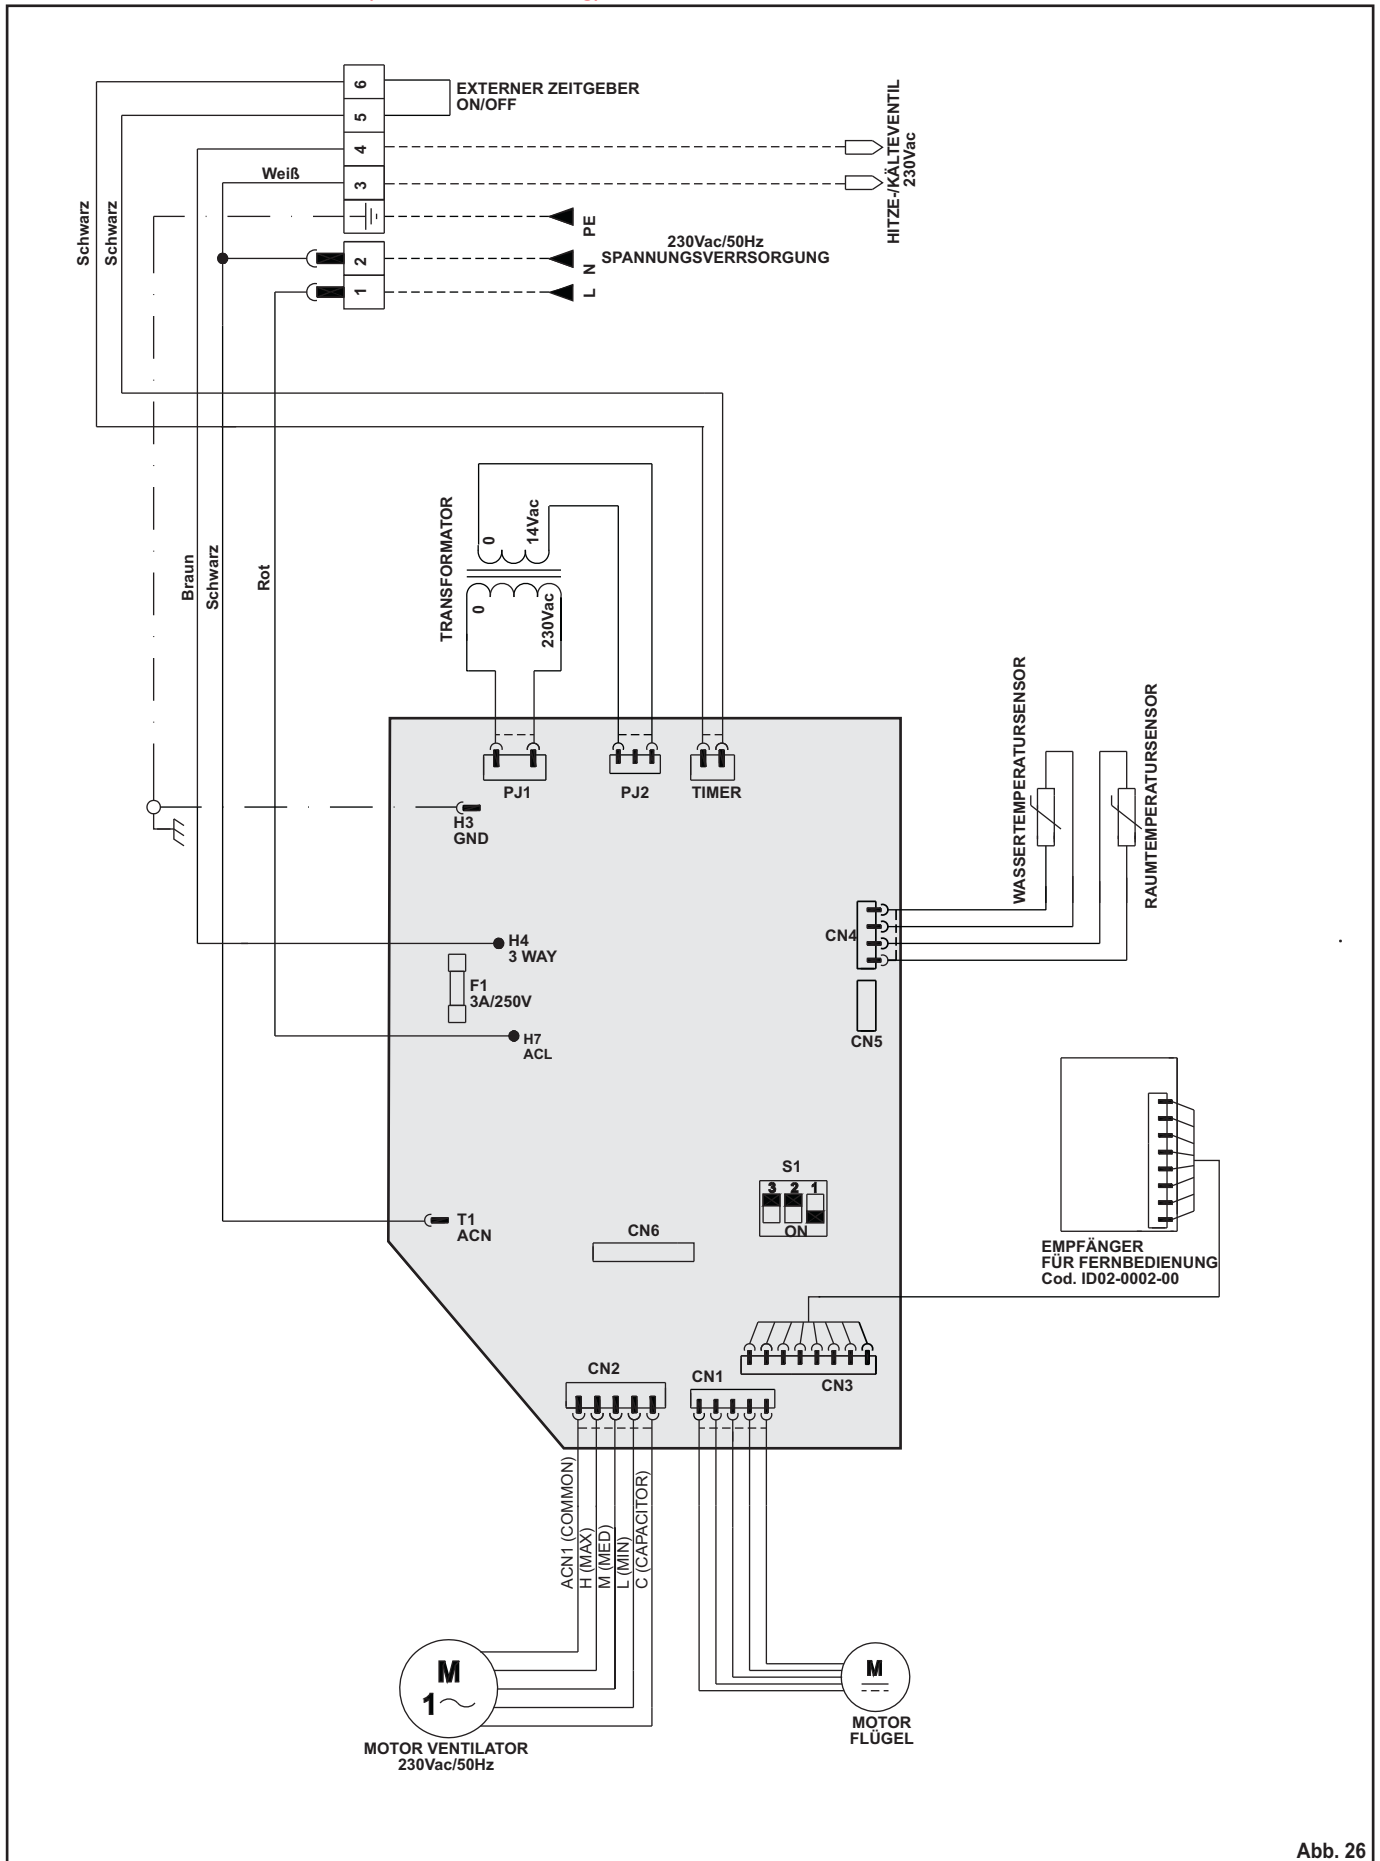 6
EXTERNER ZEITGEBER
ON/OFF
5
4
3
Weiß
HITZE-/KÄLTEVENTIL
230Vac
PE
2
N
230Vac/50Hz
SPANNUNGSVERRSORGUNG
1
L
Schwarz
Schwarz
Braun
Schwarz
Rot
TRANSFORMATOR
0
14Vac
0
230Vac
PJ1
PJ2
TIMER
H3
GND
WASSERTEMPERATURSENSOR
RAUMTEMPERATURSENSOR
CN4
H4
3 WAY
F1
3A/250V
H7
ACL
CN5
S1
3 2 1
ON
T1
ACN
CN6
EMPFÄNGER
FÜR FERNBEDIENUNG
Cod. ID02-0002-00
CN2
CN1
CN3
ACN1 (COMMON)
H (MAX)
M (MED)
L (MIN)
C (CAPACITOR)
M
1
MOTOR VENTILATOR
230Vac/50Hz
M
MOTOR
FLÜGEL
Abb. 26